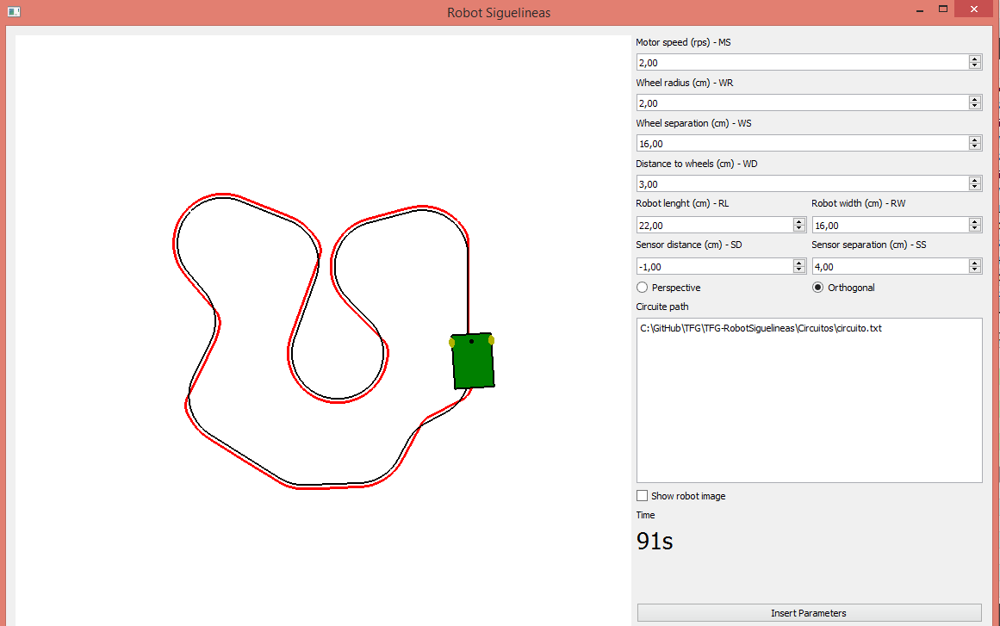 Robot Siguelineas
Motor speed (rps) - MS
2,00
Wheel radius (cm) - WR
2,00
Wheel separation (cm) - WS
16,00
Distance to wheels (cm) - WD
3,00
Robot lenght (cm) - RL
Robot width (cm) - RW
22,00
16,00
Sensor distance (cm) - SD
Sensor separation (cm) - SS
-1,00
4,00
Perspective
Orthogonal
Circuite path
C:\GitHub\TFG\TFG-RobotSiguelineas\Circuitos\circuito.txt
Show robot image
Time
91s
Insert Parameters